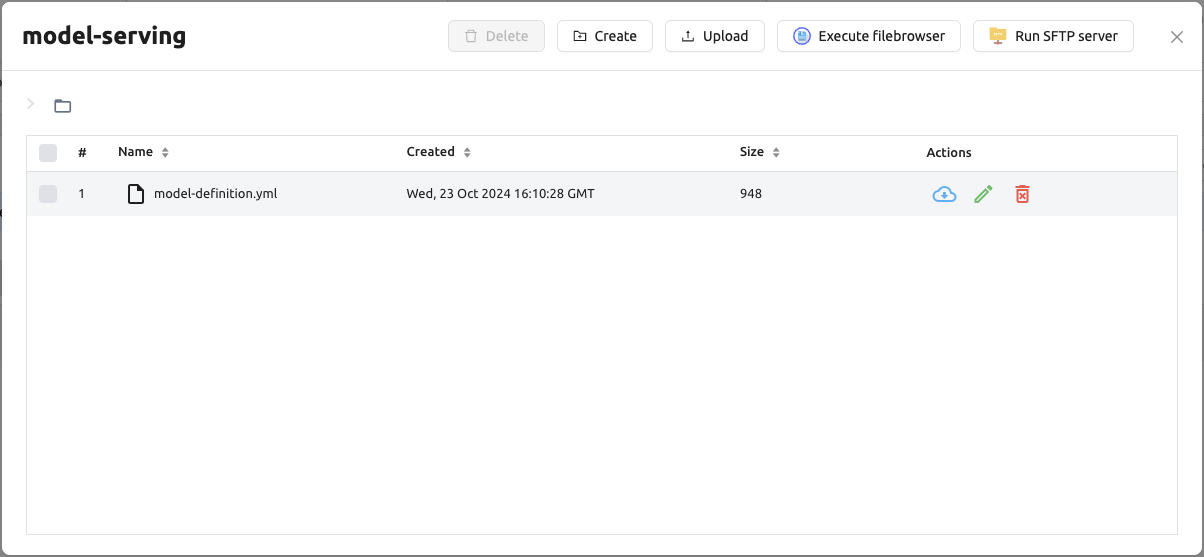 model-serving
Delete
Create
Upload
Execute filebrowser
Run SFTP server
# Name Created Size Actions
1 model-definition.yml Wed, 23 Oct 2024 16:10:28 GMT 948